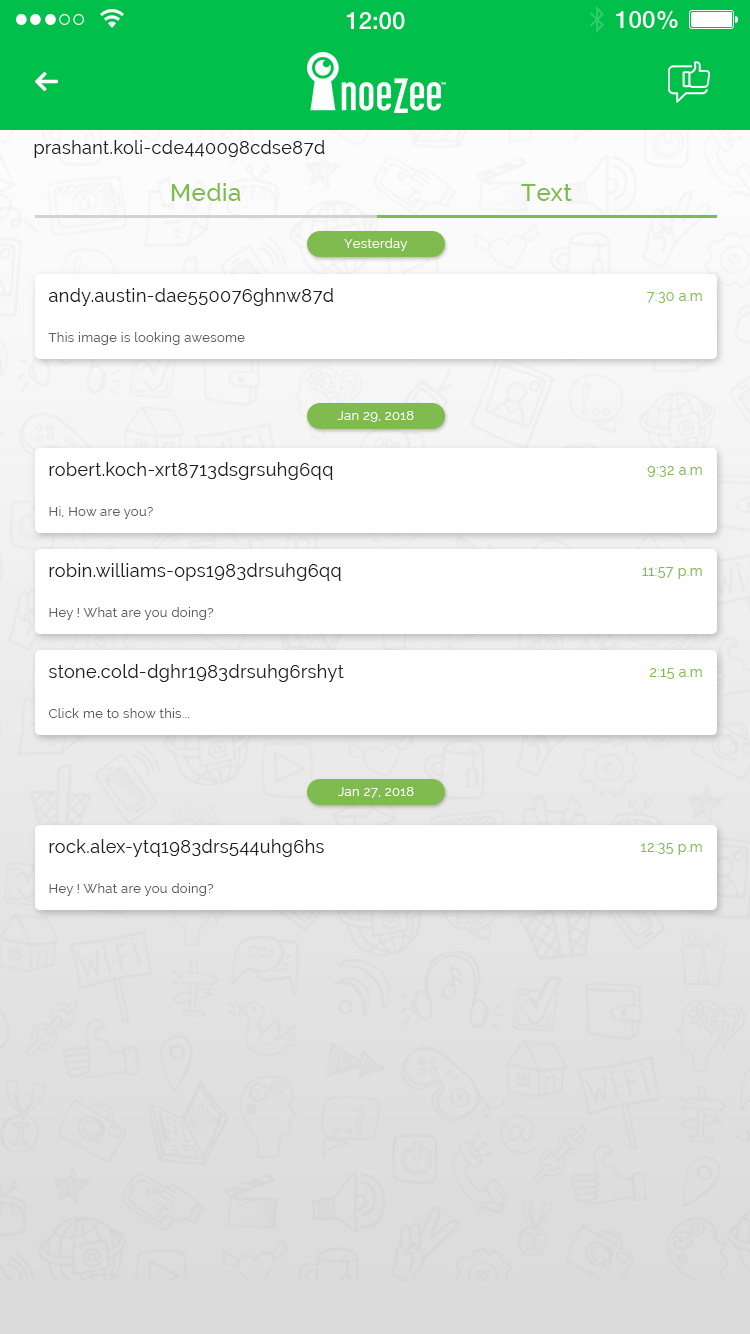 12:00
100%
noeZee™
prashant.koli-cde440098cdse87d
Media
Text
Yesterday
andy.austin-dae550076ghnw87d
7:30 a.m
This image is looking awesome
Jan 29, 2018
robert.koch-xrt8713dsgrsuhg6qq
9:32 a.m
Hi, How are you?
robin.williams-ops1983drsuhg6qq
11:57 p.m
Hey ! What are you doing?
stone.cold-dghr1983drsuhg6rshyt
2:15 a.m
Click me to show this...
Jan 27, 2018
rock.alex-ytq1983drs544uhg6hs
12:35 p.m
Hey ! What are you doing?
WiFi
WiFi